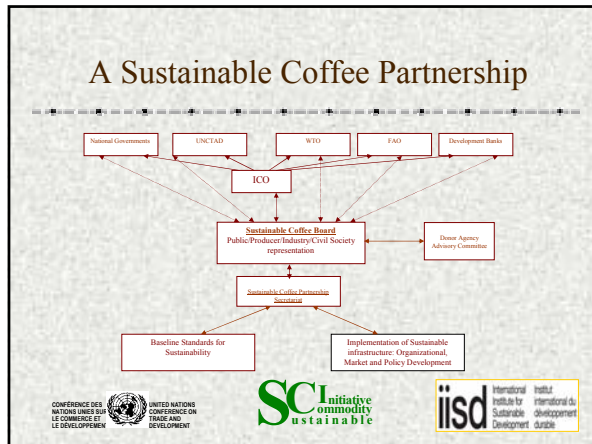 A Sustainable Coffee Partnership
National Governments
UNCTAD
WTO
FAO
Development Banks
ICO
Sustainable Coffee Board
Public/Producer/Industry/Civil Society
representation
Donor Agency
Advisory Committee
Sustainable Coffee Partnership
Secretariat
Baseline Standards for
Sustainability
Implementation of Sustainable
infrastructure: Organizational,
Market and Policy Development
CONFÉRENCE DES
NATIONS UNIES SUR
LE COMMERCE ET
LE DÉVELOPPEMENT
UNITED NATIONS
CONFERENCE ON
TRADE AND
DEVELOPMENT
SCI
Initiative
Commodity
Sustainable
iisd
International
Institute for
Sustainable
Development
Institut
international du
développement
durable